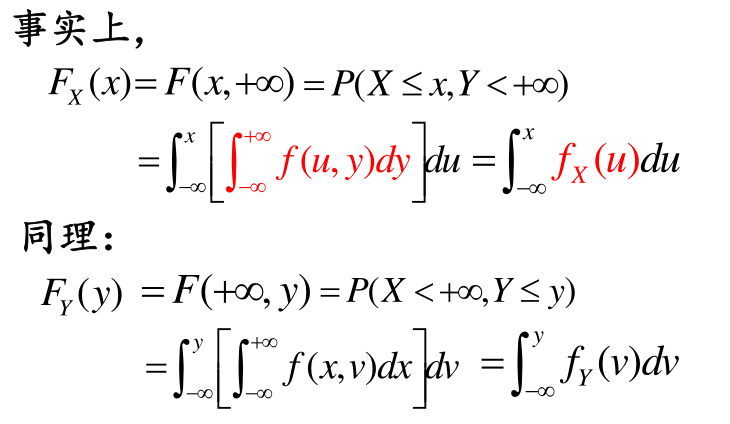 事实上，
F_X(x)= F(x,+∞) = P(X ≤ x,Y < +∞)
= ∫_{-∞}^{x} [ ∫_{-∞}^{+∞} f(u, y)dy ] du = ∫_{-∞}^{x} f_X(u)du
同理：
F_Y(y) = F(+∞, y) = P(X < +∞,Y ≤ y)
= ∫_{-∞}^{y} [ ∫_{-∞}^{+∞} f(x,v)dx ] dv = ∫_{-∞}^{y} f_Y(v)dv